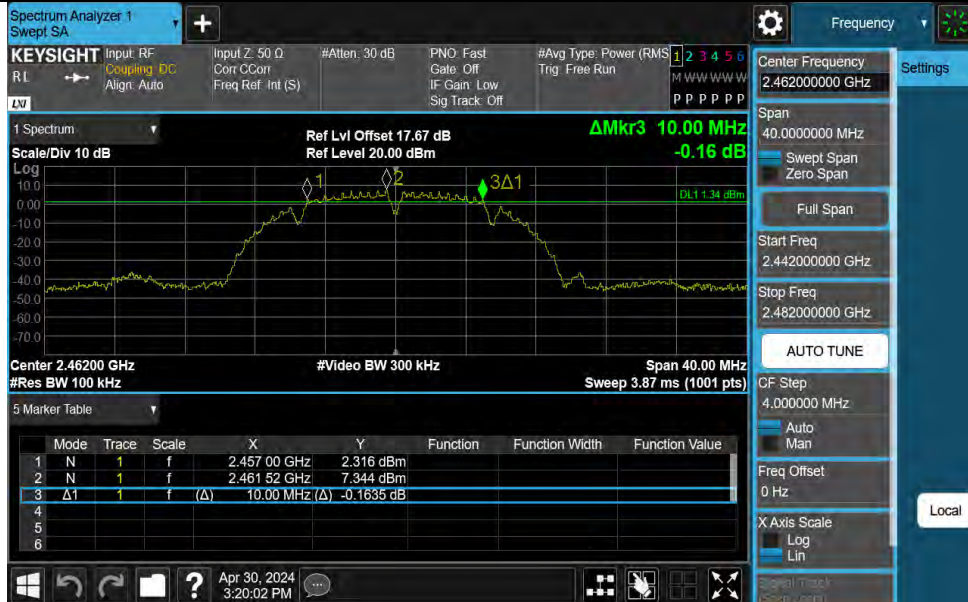 Spectrum Analyzer 1
Swept SA
Frequency
KEYSIGHT
RL
LXI
Input: RF
Coupling: DC
Align: Auto
Input Z: 50 Ω
Corr CCorr
Freq Ref: Int (S)
#Atten: 30 dB
PNO: Fast
Gate: Off
IF Gain: Low
Sig Track: Off
#Avg Type: Power (RMS
Trig: Free Run
1 2 3 4 5 6
M W W W W W
P P P P P P
1 Spectrum
Scale/Div 10 dB
Ref Lvl Offset 17.67 dB
Ref Level 20.00 dBm
ΔMkr3 10.00 MHz
-0.16 dB
Log
10.0
0.00
-10.0
-20.0
-30.0
-40.0
-50.0
-60.0
-70.0
1
2
3Δ1
DL1 1.34 dBm
Center 2.46200 GHz
#Res BW 100 kHz
#Video BW 300 kHz
Span 40.00 MHz
Sweep 3.87 ms (1001 pts)
5 Marker Table
Mode Trace Scale X Y Function Function Width Function Value
1 N 1 f 2.457 00 GHz 2.316 dBm
2 N 1 f 2.461 52 GHz 7.344 dBm
3 Δ1 1 f (Δ) 10.00 MHz (Δ) -0.1635 dB
4
5
6
?
Apr 30, 2024
3:20:02 PM
Center Frequency
2.462000000 GHz
Span
40.0000000 MHz
Swept Span
Zero Span
Full Span
Start Freq
2.442000000 GHz
Stop Freq
2.482000000 GHz
AUTO TUNE
CF Step
4.000000 MHz
Auto
Man
Freq Offset
0 Hz
X Axis Scale
Log
Lin
Signal Track
Settings
Local